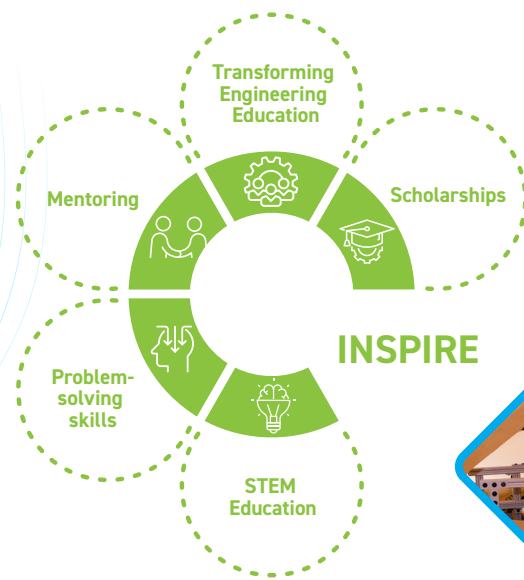 Transforming
Engineering
Education
Mentoring
Scholarships
INSPIRE
Problem-
solving
skills
STEM
Education